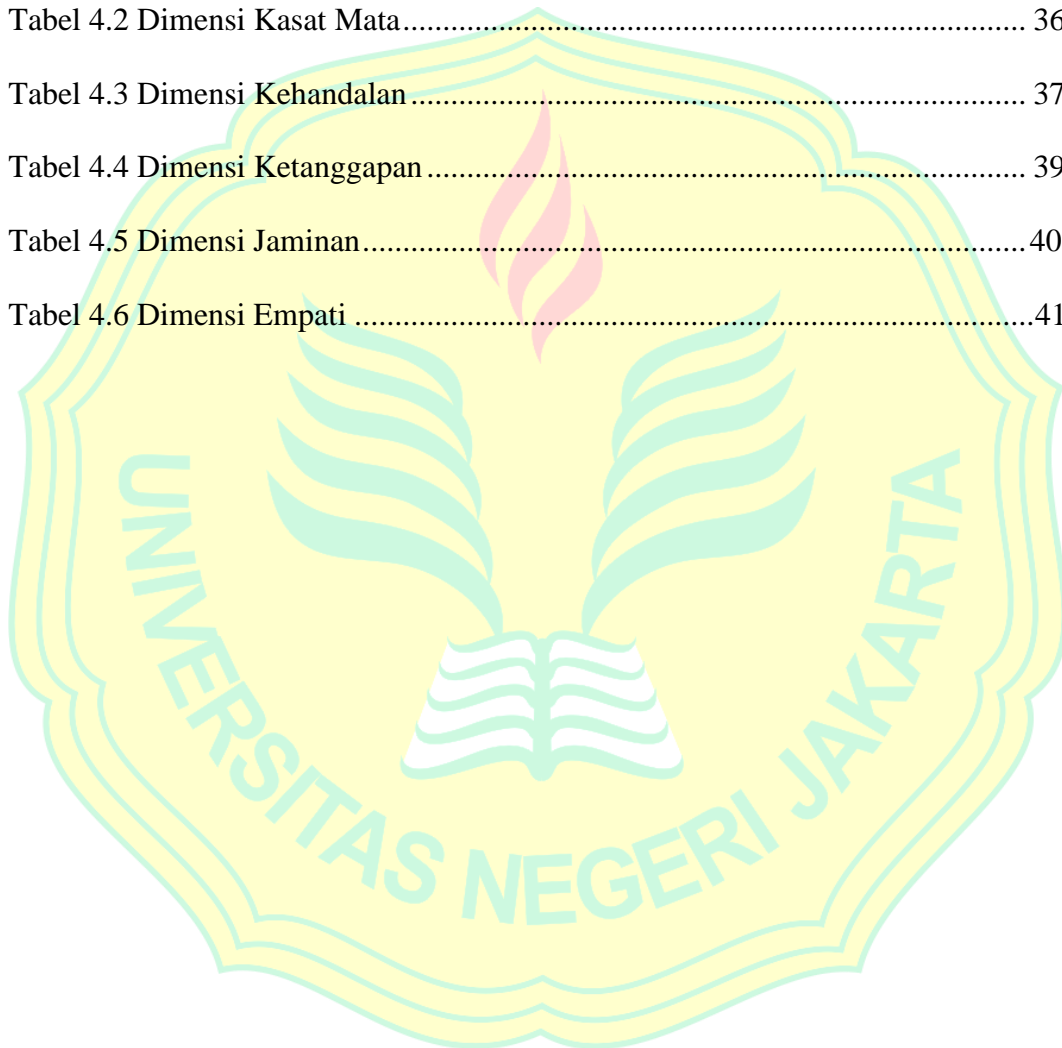 Tabel 4.2 Dimensi Kasat Mata........................................................................... 36
Tabel 4.3 Dimensi Kehandalan.......................................................................... 37
Tabel 4.4 Dimensi Ketanggapan........................................................................ 39
Tabel 4.5 Dimensi Jaminan................................................................................40
Tabel 4.6 Dimensi Empati..................................................................................41
UNIVERSITAS NEGERI JAKARTA